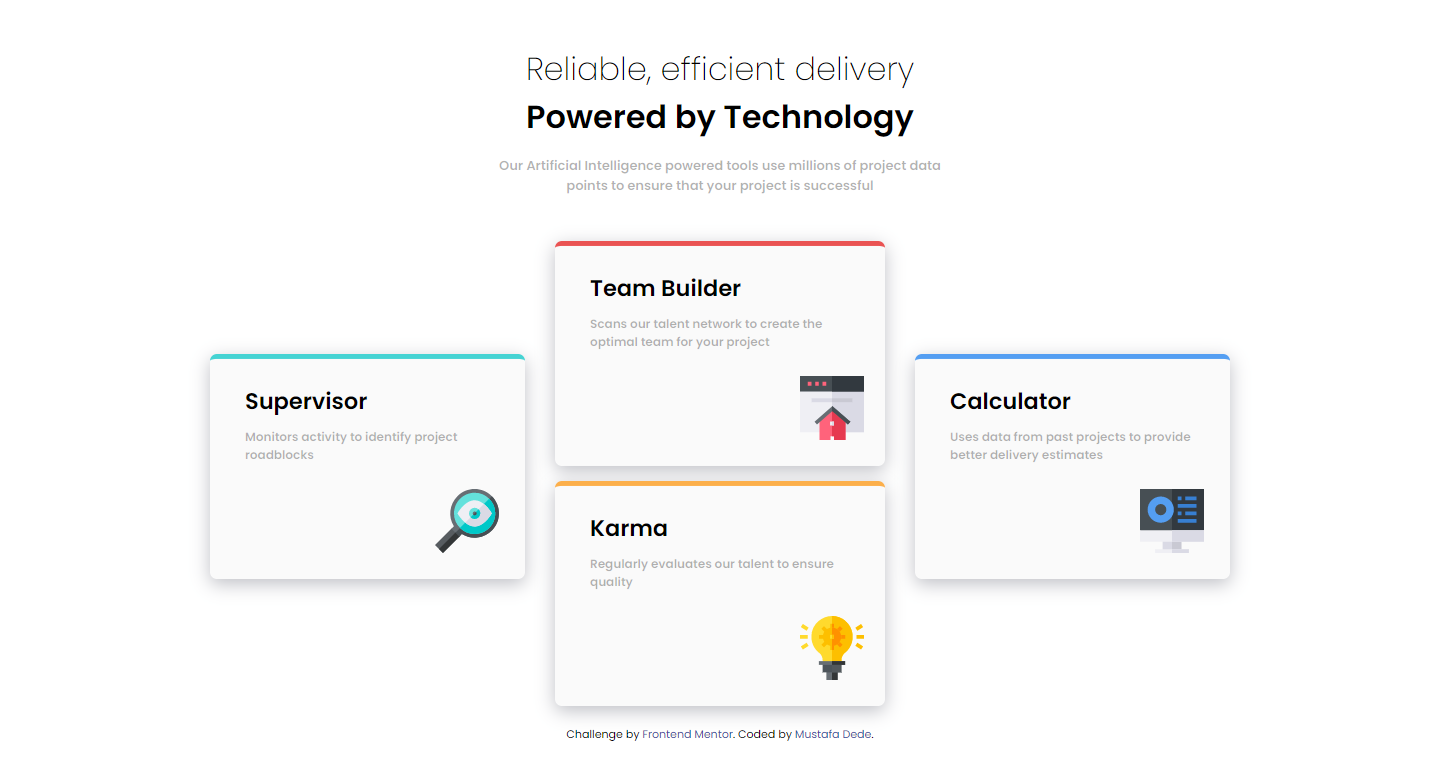 Reliable, efficient delivery
Powered by Technology
Our Artificial Intelligence powered tools use millions of project data
points to ensure that your project is successful
Team Builder
Scans our talent network to create the
optimal team for your project
Supervisor
Monitors activity to identify project
roadblocks
Calculator
Uses data from past projects to provide
better delivery estimates
Karma
Regularly evaluates our talent to ensure
quality
Challenge by Frontend Mentor. Coded by Mustafa Dede.